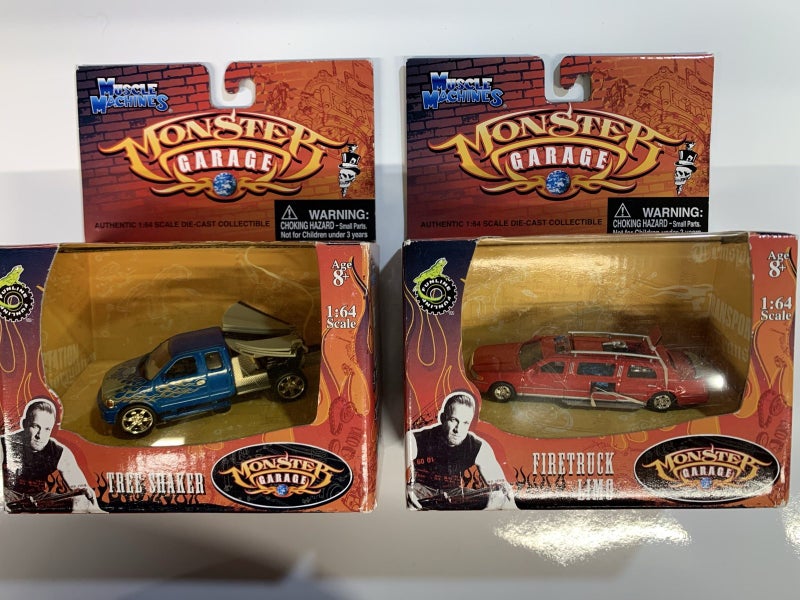 MUSCLE
MACHINES
MONSTER
GARAGE
AUTHENTIC 1:64 SCALE DIE-CAST COLLECTIBLE
WARNING:
CHOKING HAZARD - Small Parts.
Not for Children under 3 years
FUNLINE
Age
8+
1:64
Scale
TREE SHAKER
MONSTER
GARAGE
MUSCLE
MACHINES
MONSTER
GARAGE
AUTHENTIC 1:64 SCALE DIE-CAST COLLECTIBLE
WARNING:
CHOKING HAZARD - Small Parts.
Not for Children under 3 years
FUNLINE
Age
8+
1:64
Scale
FIRETRUCK
LIMO
MONSTER
GARAGE